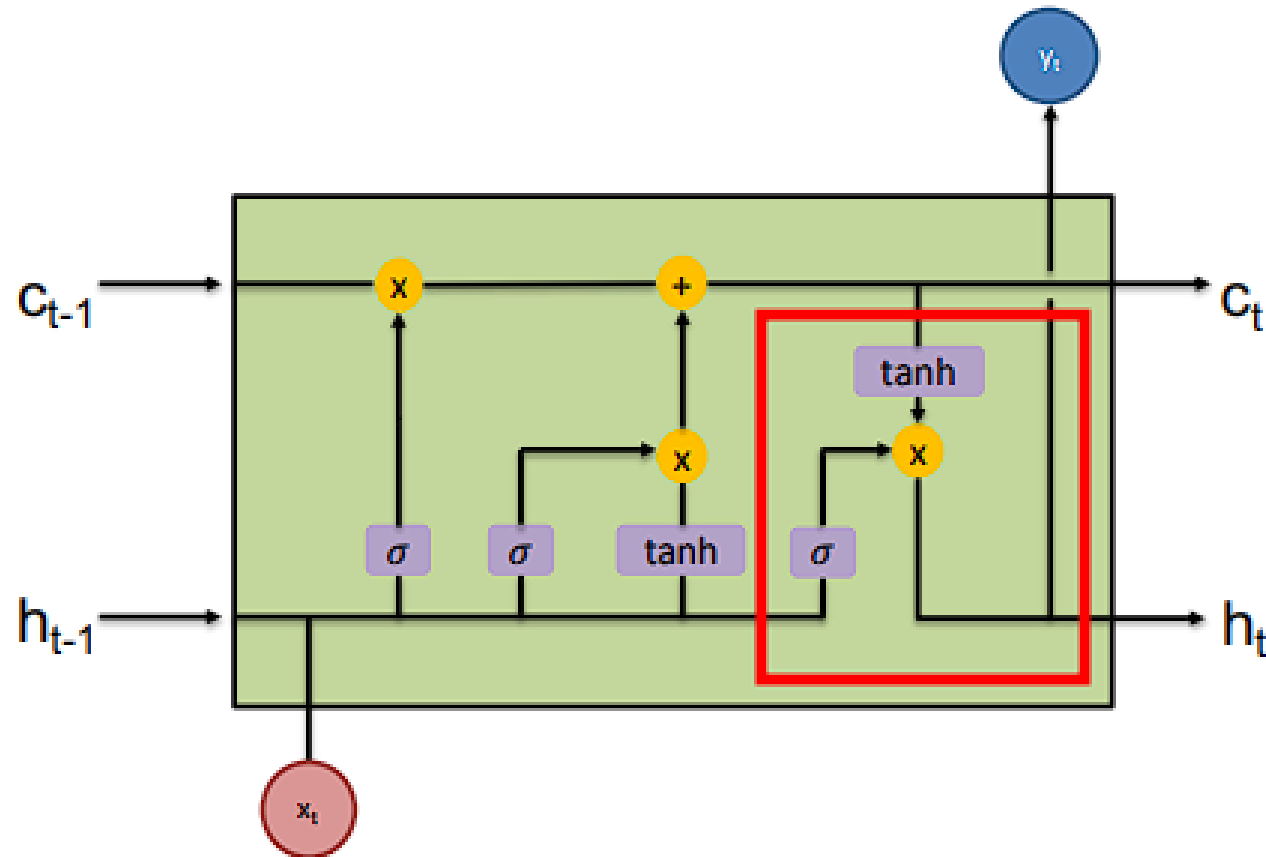 yₜ
cₜ₋₁
x
+
cₜ
tanh
x
x
σ
σ
tanh
σ
hₜ₋₁
hₜ
xₜ